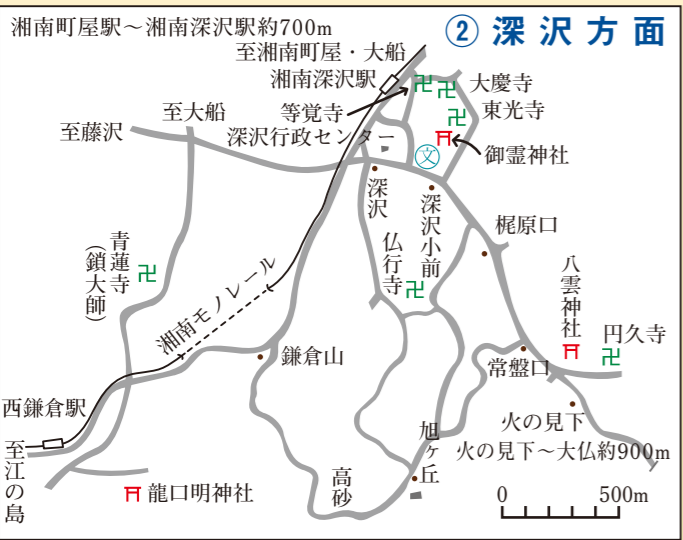 湘南町屋駅～湘南深沢駅約700m
② 深沢方面
至湘南町屋・大船
湘南深沢駅
大慶寺
等覚寺
東光寺
至大船
至藤沢
深沢行政センター
文
御霊神社
深沢
深沢小前
梶原口
青蓮寺
(鎖大師)
仏行寺
八雲神社
湘南モノレール
円久寺
鎌倉山
常盤口
西鎌倉駅
火の見下
至江の島
旭ヶ丘
火の見下～大仏約900m
高砂
龍口明神社
0 500m